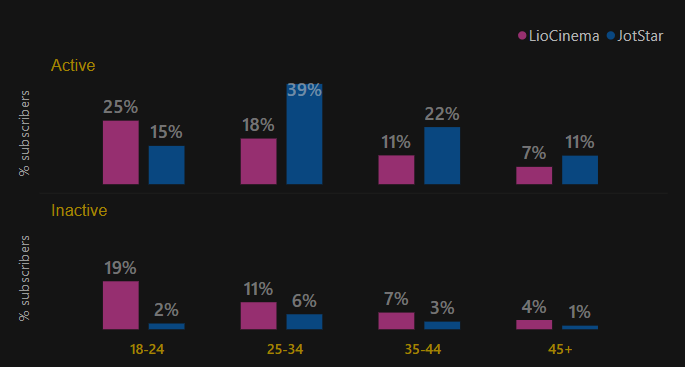 LioCinema JotStar
Active
% subscribers
25% 15% 18% 39% 11% 22% 7% 11%
Inactive
% subscribers
19% 2% 11% 6% 7% 3% 4% 1%
18-24 25-34 35-44 45+